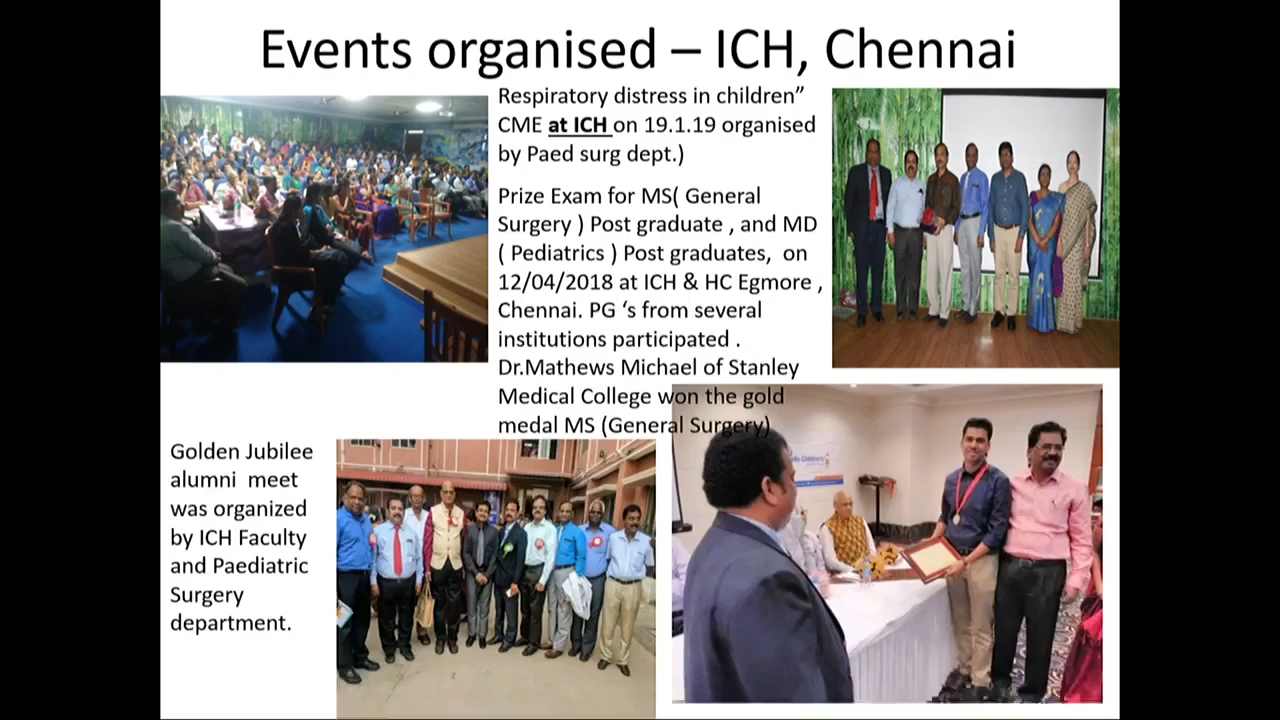 Events organised – ICH, Chennai
Respiratory distress in children”
CME at ICH on 19.1.19 organised
by Paed surg dept.)
Prize Exam for MS( General
Surgery ) Post graduate , and MD
( Pediatrics ) Post graduates, on
12/04/2018 at ICH & HC Egmore ,
Chennai. PG ‘s from several
institutions participated .
Dr.Mathews Michael of Stanley
Medical College won the gold
medal MS (General Surgery)
Golden Jubilee
alumni meet
was organized
by ICH Faculty
and Paediatric
Surgery
department.